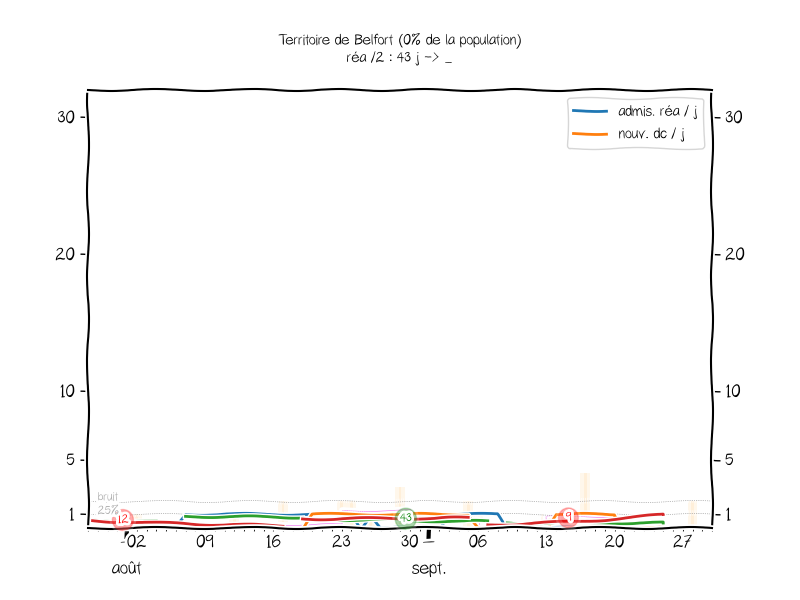 Territoire de Belfort (0% de la population)
réa /2 : 43 j -> _
admis. réa / j
nouv. dc / j
30
30
20
20
10
10
5
5
bruit
25%
1
1
12
43
9
02 09 16 23 30 06 13 20 27
août sept.